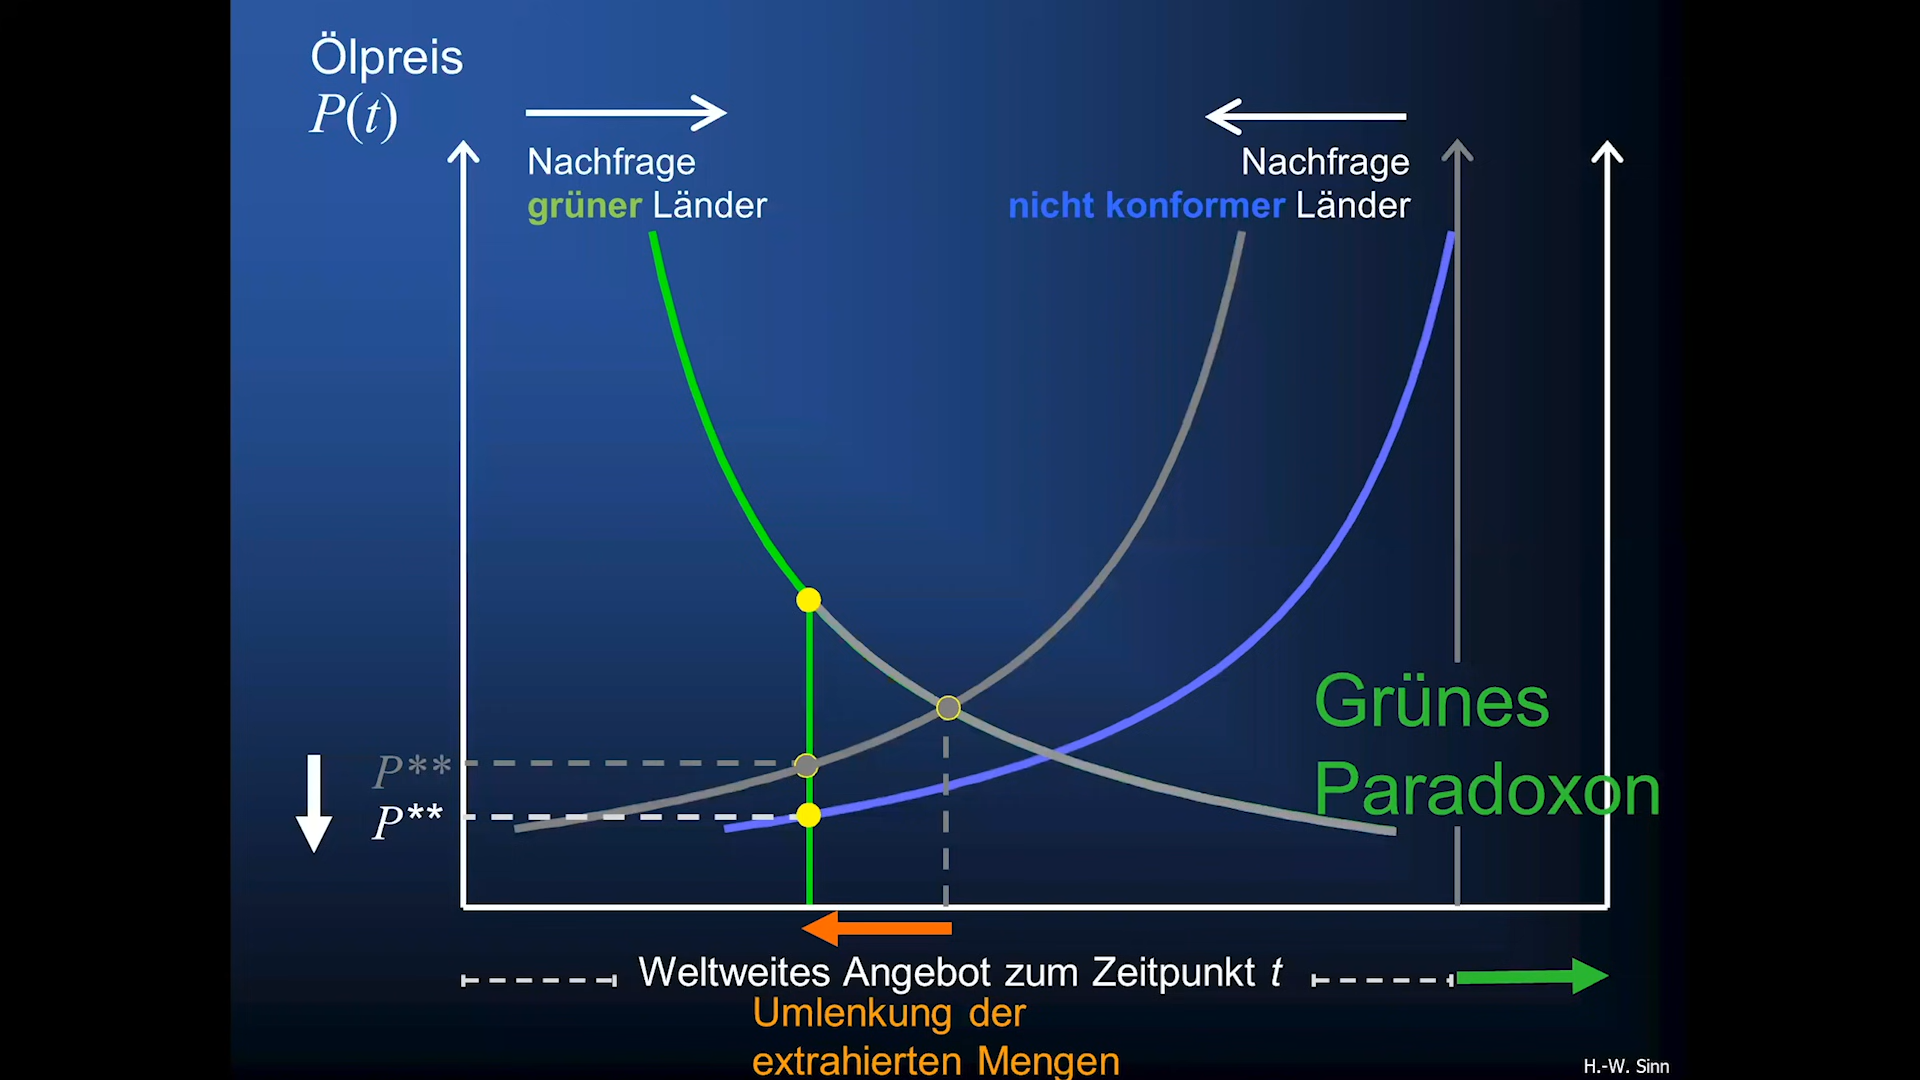 Ölpreis
P(t)
Nachfrage
grüner Länder
Nachfrage
nicht konformer Länder
Grünes
Paradoxon
P**
P**
Weltweites Angebot zum Zeitpunkt t
Umlenkung der
extrahierten Mengen
H.-W. Sinn